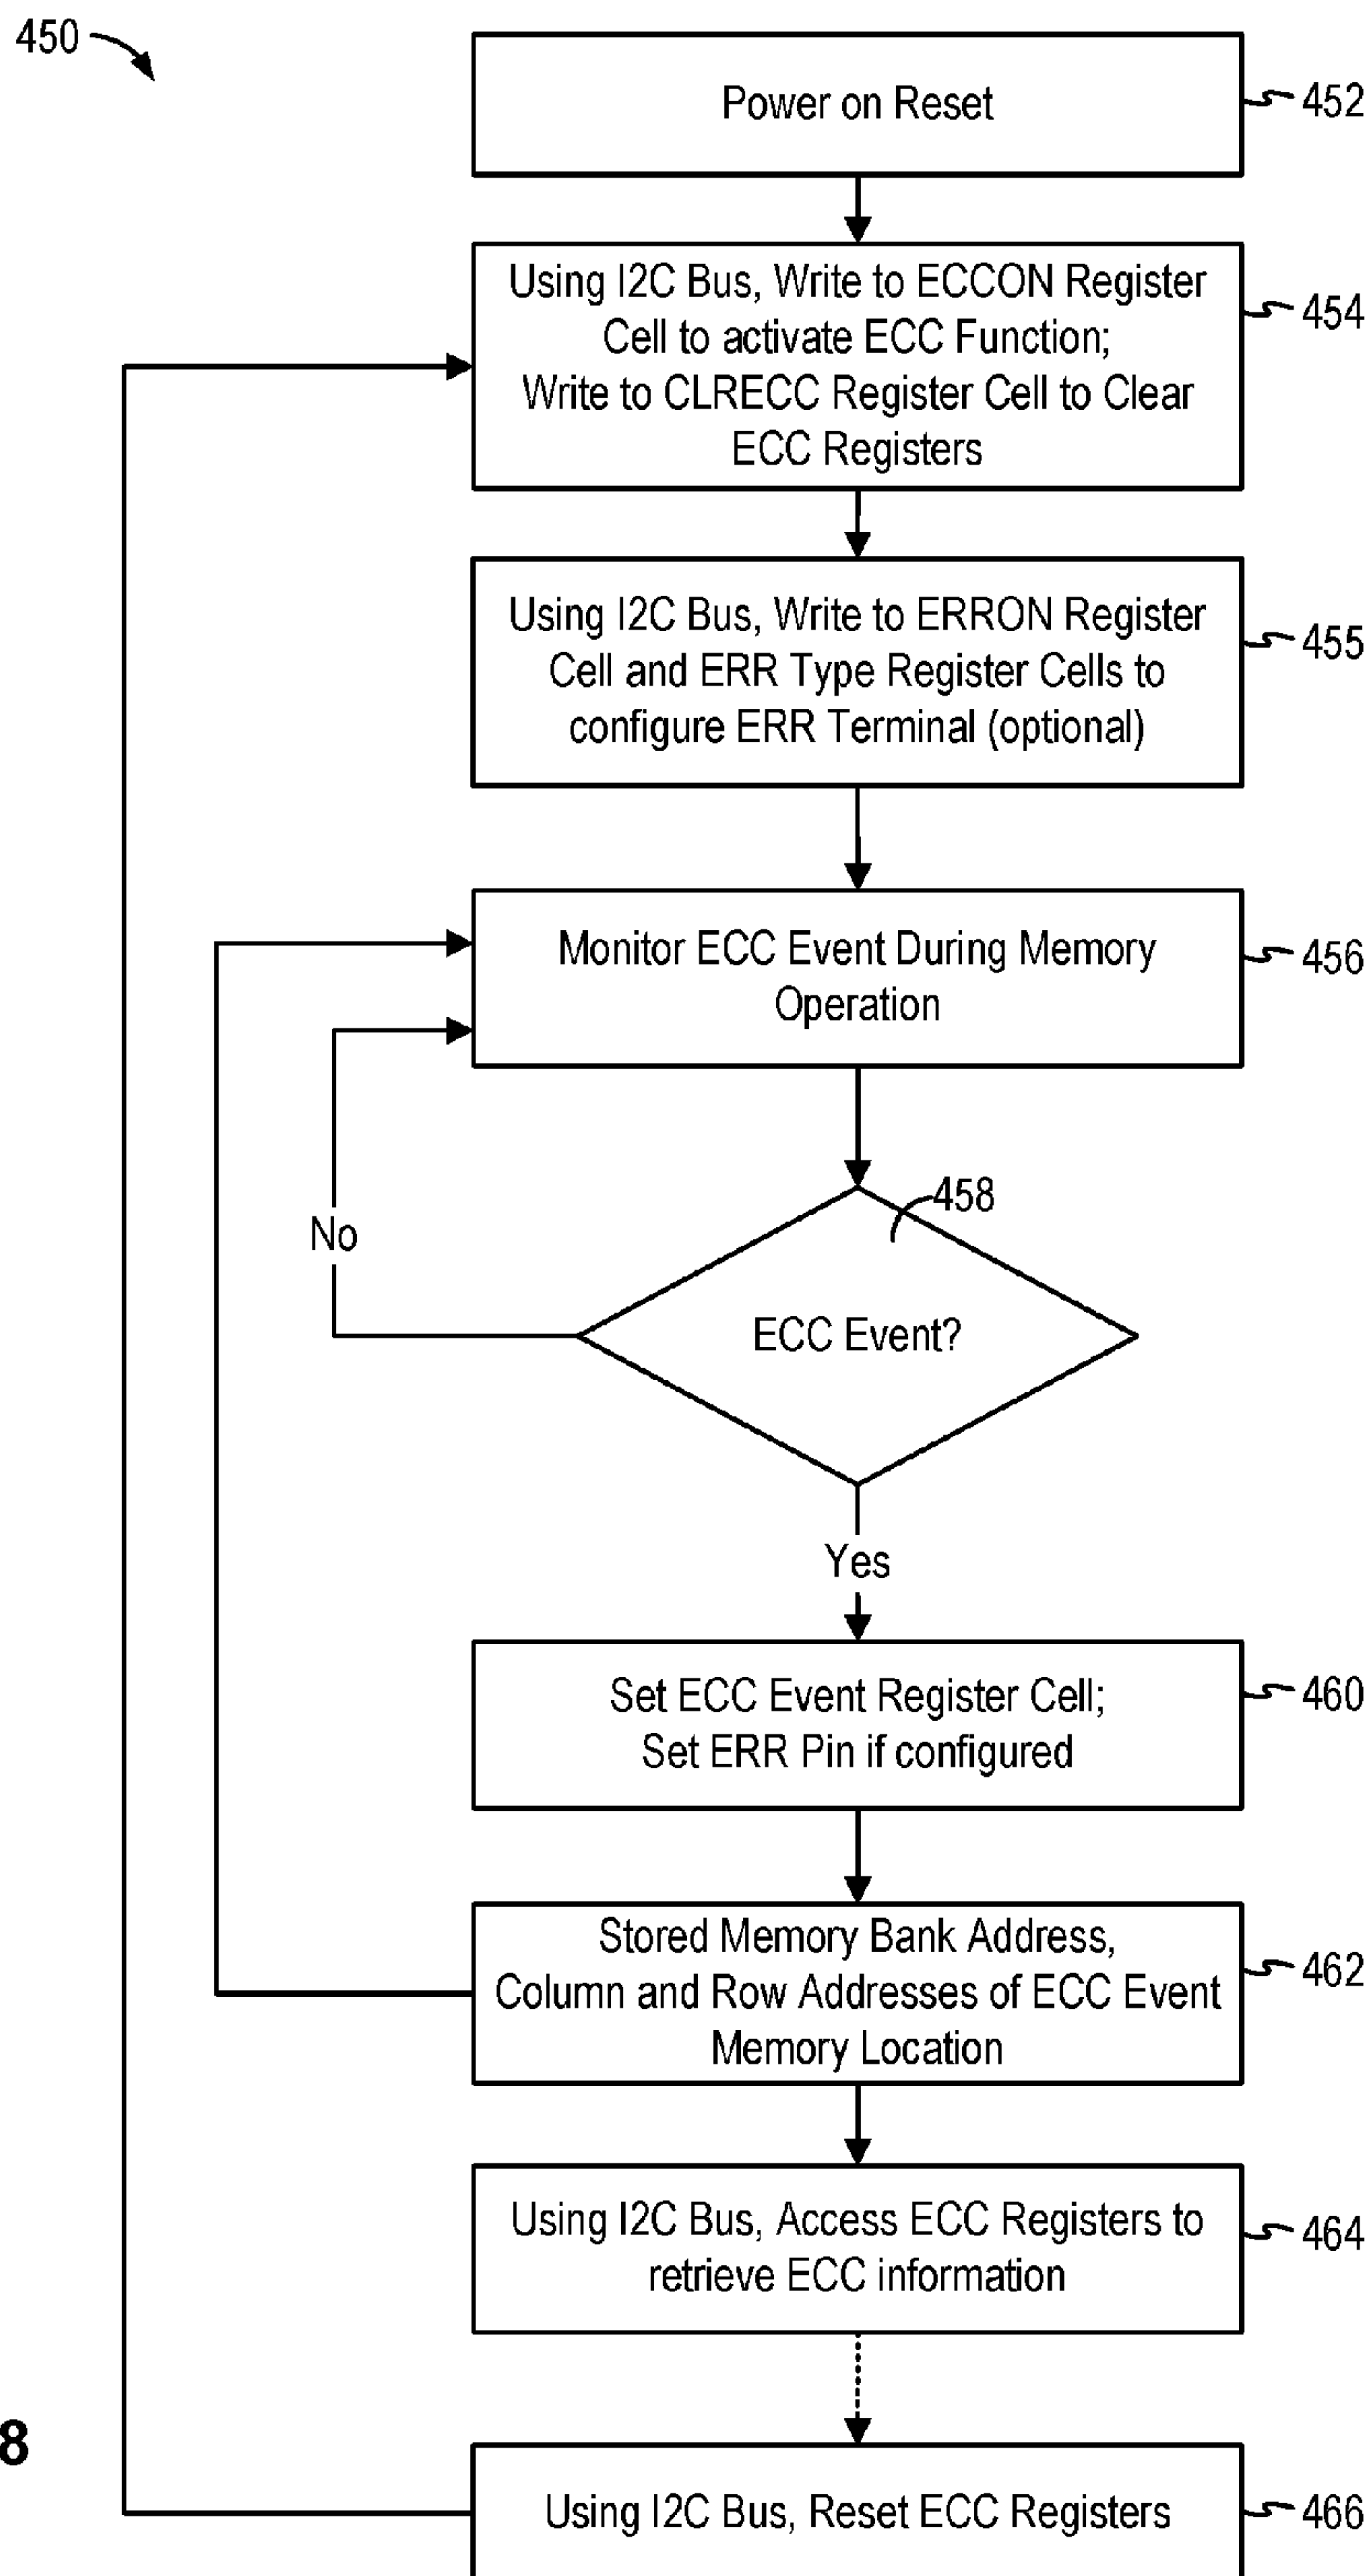 450
Power on Reset
452
Using I2C Bus, Write to ECCON Register
Cell to activate ECC Function;
Write to CLRECC Register Cell to Clear
ECC Registers
454
Using I2C Bus, Write to ERRON Register
Cell and ERR Type Register Cells to
configure ERR Terminal (optional)
455
Monitor ECC Event During Memory
Operation
456
458
No
ECC Event?
Yes
Set ECC Event Register Cell;
Set ERR Pin if configured
460
Stored Memory Bank Address,
Column and Row Addresses of ECC Event
Memory Location
462
Using I2C Bus, Access ECC Registers to
retrieve ECC information
464
8
Using I2C Bus, Reset ECC Registers
466